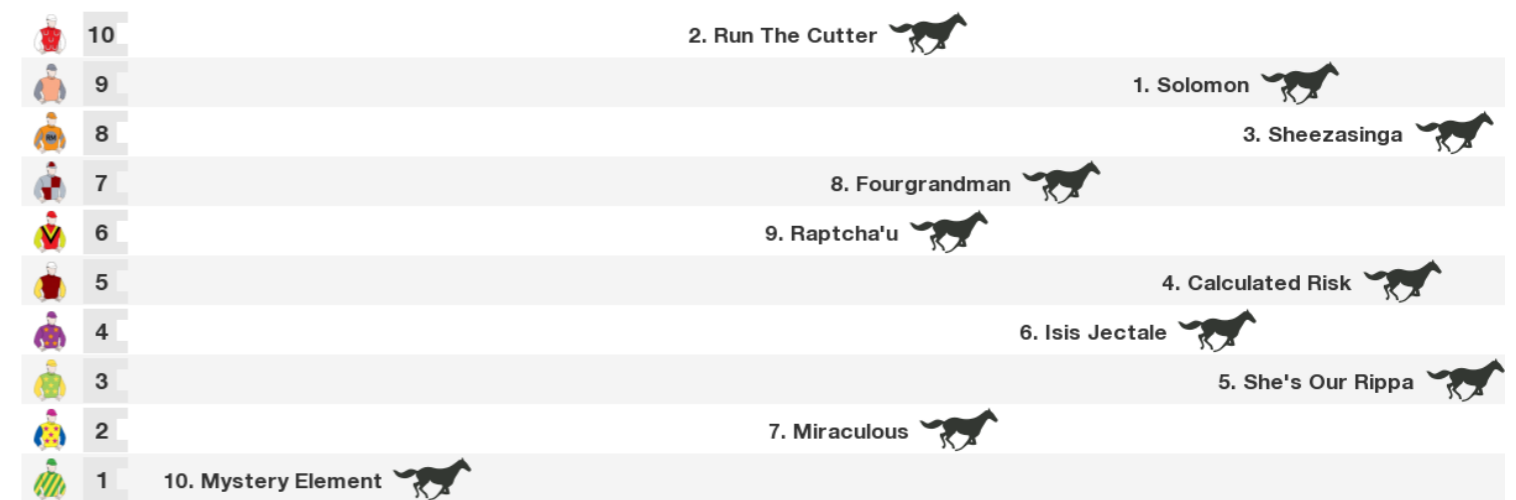 10 2. Run The Cutter
9 1. Solomon
8 3. Sheezasinga
7 8. Fourgrandman
6 9. Raptcha'u
5 4. Calculated Risk
4 6. Isis Jectale
3 5. She's Our Rippa
2 7. Miraculous
1 10. Mystery Element